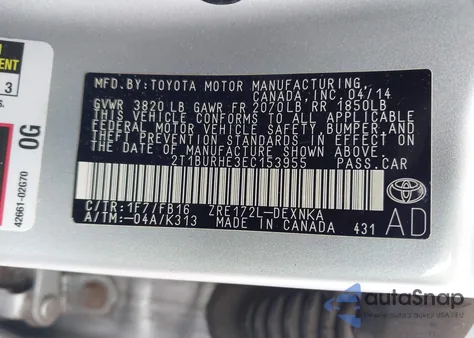 MFD.BY:TOYOTA MOTOR MANUFACTURING
CANADA,INC. 04/14
GVWR 3820LB GAWR FR 2070LB RR 1850LB
THIS VEHICLE CONFORMS TO ALL APPLICABLE
FEDERAL MOTOR VEHICLE SAFETY, BUMPER, AND
THEFT PREVENTION STANDARDS IN EFFECT ON
THE DATE OF MANUFACTURE SHOWN ABOVE.
2T1BURHE3EC153955 PASS.CAR
C/TR:1F7/FB16 ZRE172L-DEXNKA
A/TM:-04A/K313 MADE IN CANADA 431
AD
TOYOTA
3
0G
42661-02G70
autoSnap